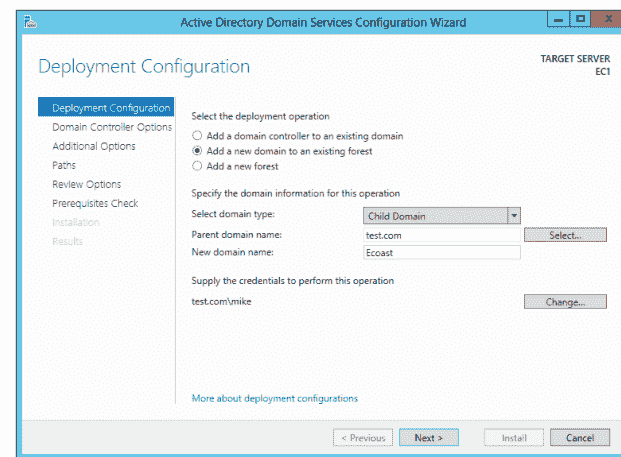 Active Directory Domain Services Configuration Wizard
Deployment Configuration
TARGET SERVER
EC1
Deployment Configuration
Domain Controller Options
Additional Options
Paths
Review Options
Prerequisites Check
Installation
Results
Select the deployment operation
Add a domain controller to an existing domain
Add a new domain to an existing forest
Add a new forest
Specify the domain information for this operation
Select domain type: Child Domain
Parent domain name: test.com Select...
New domain name: Ecoast
Supply the credentials to perform this operation
test.com\mike Change...
More about deployment configurations
< Previous Next > Install Cancel